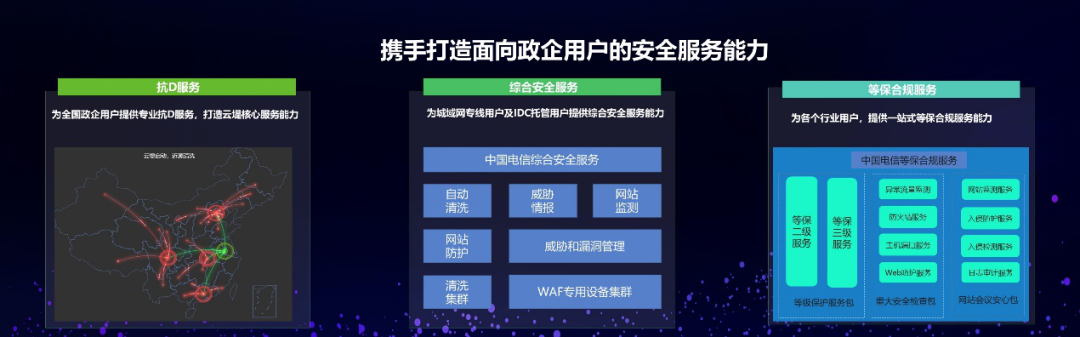 携手打造面向政企用户的安全服务能力
抗D服务
为全国政企用户提供专业抗D服务，打造云堤核心服务能力
云堤启动，近源清洗
综合安全服务
为城域网专线用户及IDC托管用户提供综合安全服务能力
中国电信综合安全服务
自动
清洗
威胁
情报
网站
监测
网站
防护
威胁和漏洞管理
清洗
集群
WAF专用设备集群
等保合规服务
为各个行业用户，提供一站式等保合规服务能力
中国电信等保合规服务
等保
二级
服务
等保
三级
服务
等级保护服务包
异常流量监测
防火墙服务
主机漏扫服务
Web防护服务
重大安全检查包
网站监测服务
入侵防护服务
入侵检测服务
日志审计服务
网站会议安心包